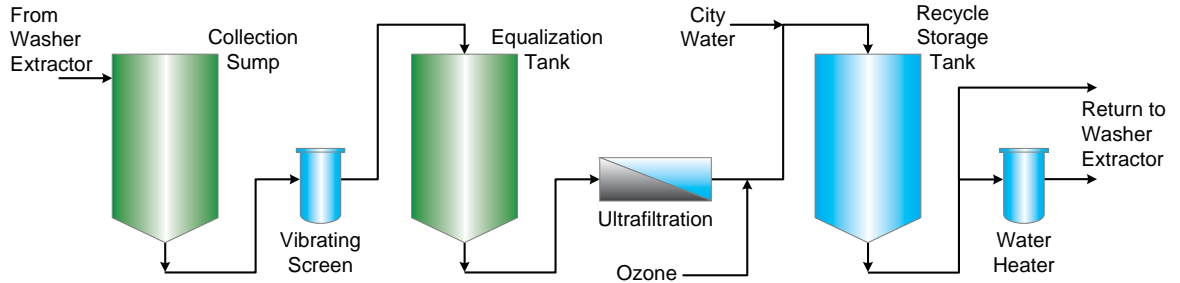 From
Washer
Extractor
Collection
Sump
Vibrating
Screen
Equalization
Tank
Ultrafiltration
Ozone
City
Water
Recycle
Storage
Tank
Return to
Washer
Extractor
Water
Heater